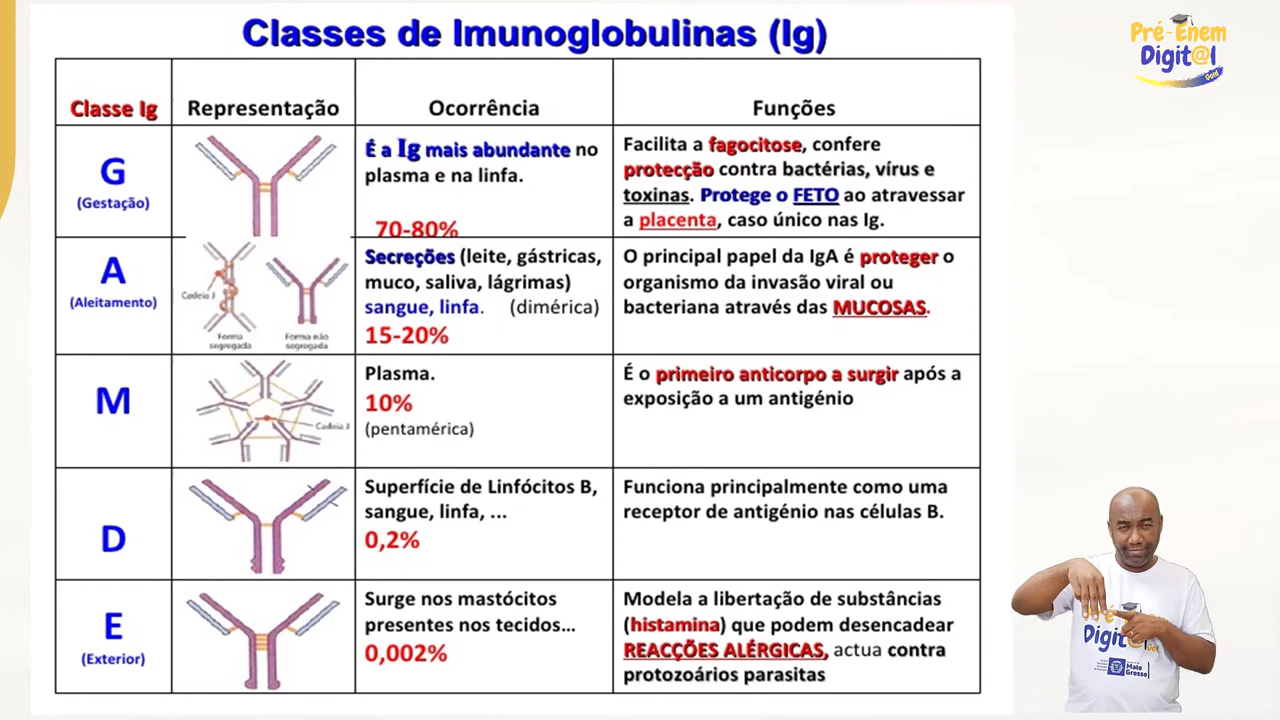 Classes de Imunoglobulinas (Ig)
Pré-Enem
Digit@l
Gold
Classe Ig
Representação
Ocorrência
Funções
G
(Gestação)
É a Ig mais abundante no
plasma e na linfa.
70-80%
Facilita a fagocitose, confere
protecção contra bactérias, vírus e
toxinas. Protege o FETO ao atravessar
a placenta, caso único nas Ig.
A
(Aleitamento)
Cadeia J
Forma
segregada
Forma não
segregada
Secreções (leite, gástricas,
muco, saliva, lágrimas)
sangue, linfa. (dimérica)
15-20%
O principal papel da IgA é proteger o
organismo da invasão viral ou
bacteriana através das MUCOSAS.
M
Cadeia J
Plasma.
10%
(pentamérica)
É o primeiro anticorpo a surgir após a
exposição a um antigénio
D
Superfície de Linfócitos B,
sangue, linfa, ...
0,2%
Funciona principalmente como uma
receptor de antigénio nas células B.
E
(Exterior)
Surge nos mastócitos
presentes nos tecidos...
0,002%
Modela a libertação de substâncias
(histamina) que podem desencadear
REACÇÕES ALÉRGICAS, actua contra
protozoários parasitas
Digit@l
Mato
Grosso